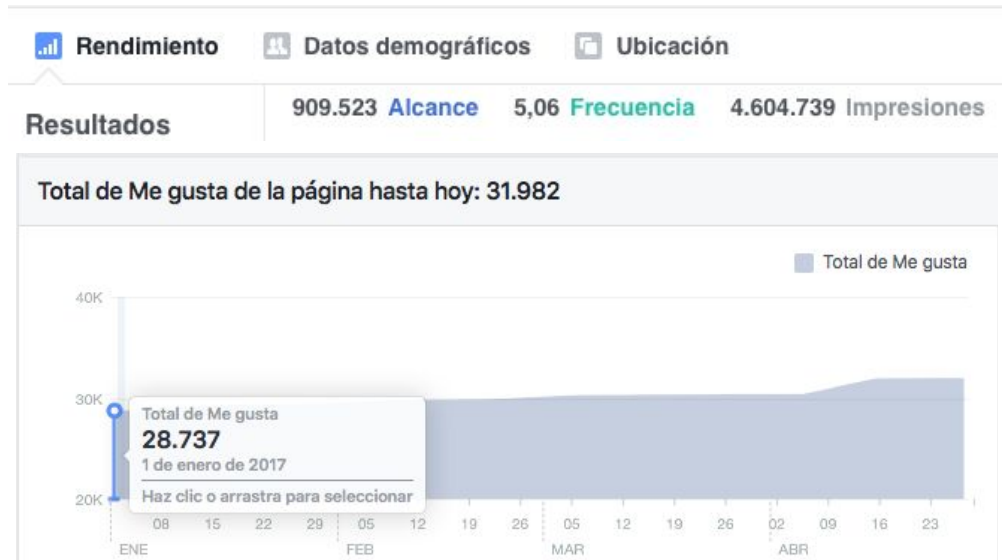 Rendimiento Datos demográficos Ubicación
Resultados 909.523 Alcance 5,06 Frecuencia 4.604.739 Impresiones
Total de Me gusta de la página hasta hoy: 31.982
Total de Me gusta
40K
30K
Total de Me gusta
28.737
1 de enero de 2017
Haz clic o arrastra para seleccionar
20K
08 15 22 29 05 12 19 26 05 12 19 26 02 09 16 23
ENE FEB MAR ABR